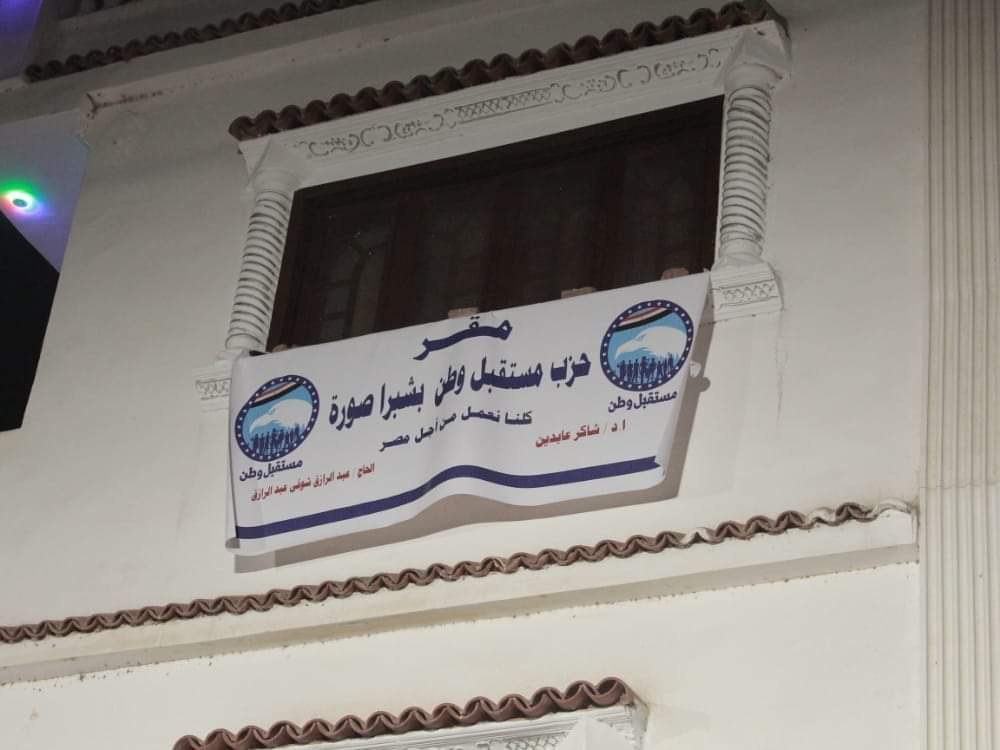 مقر
حزب مستقبل وطن بشبرا صورة
كلنا نعمل من أجل مصر
ا.د / شاكر عابدين
الحاج / عبد الرازق شوقى عبد الرازق
مستقبل وطن
مستقبل وطن